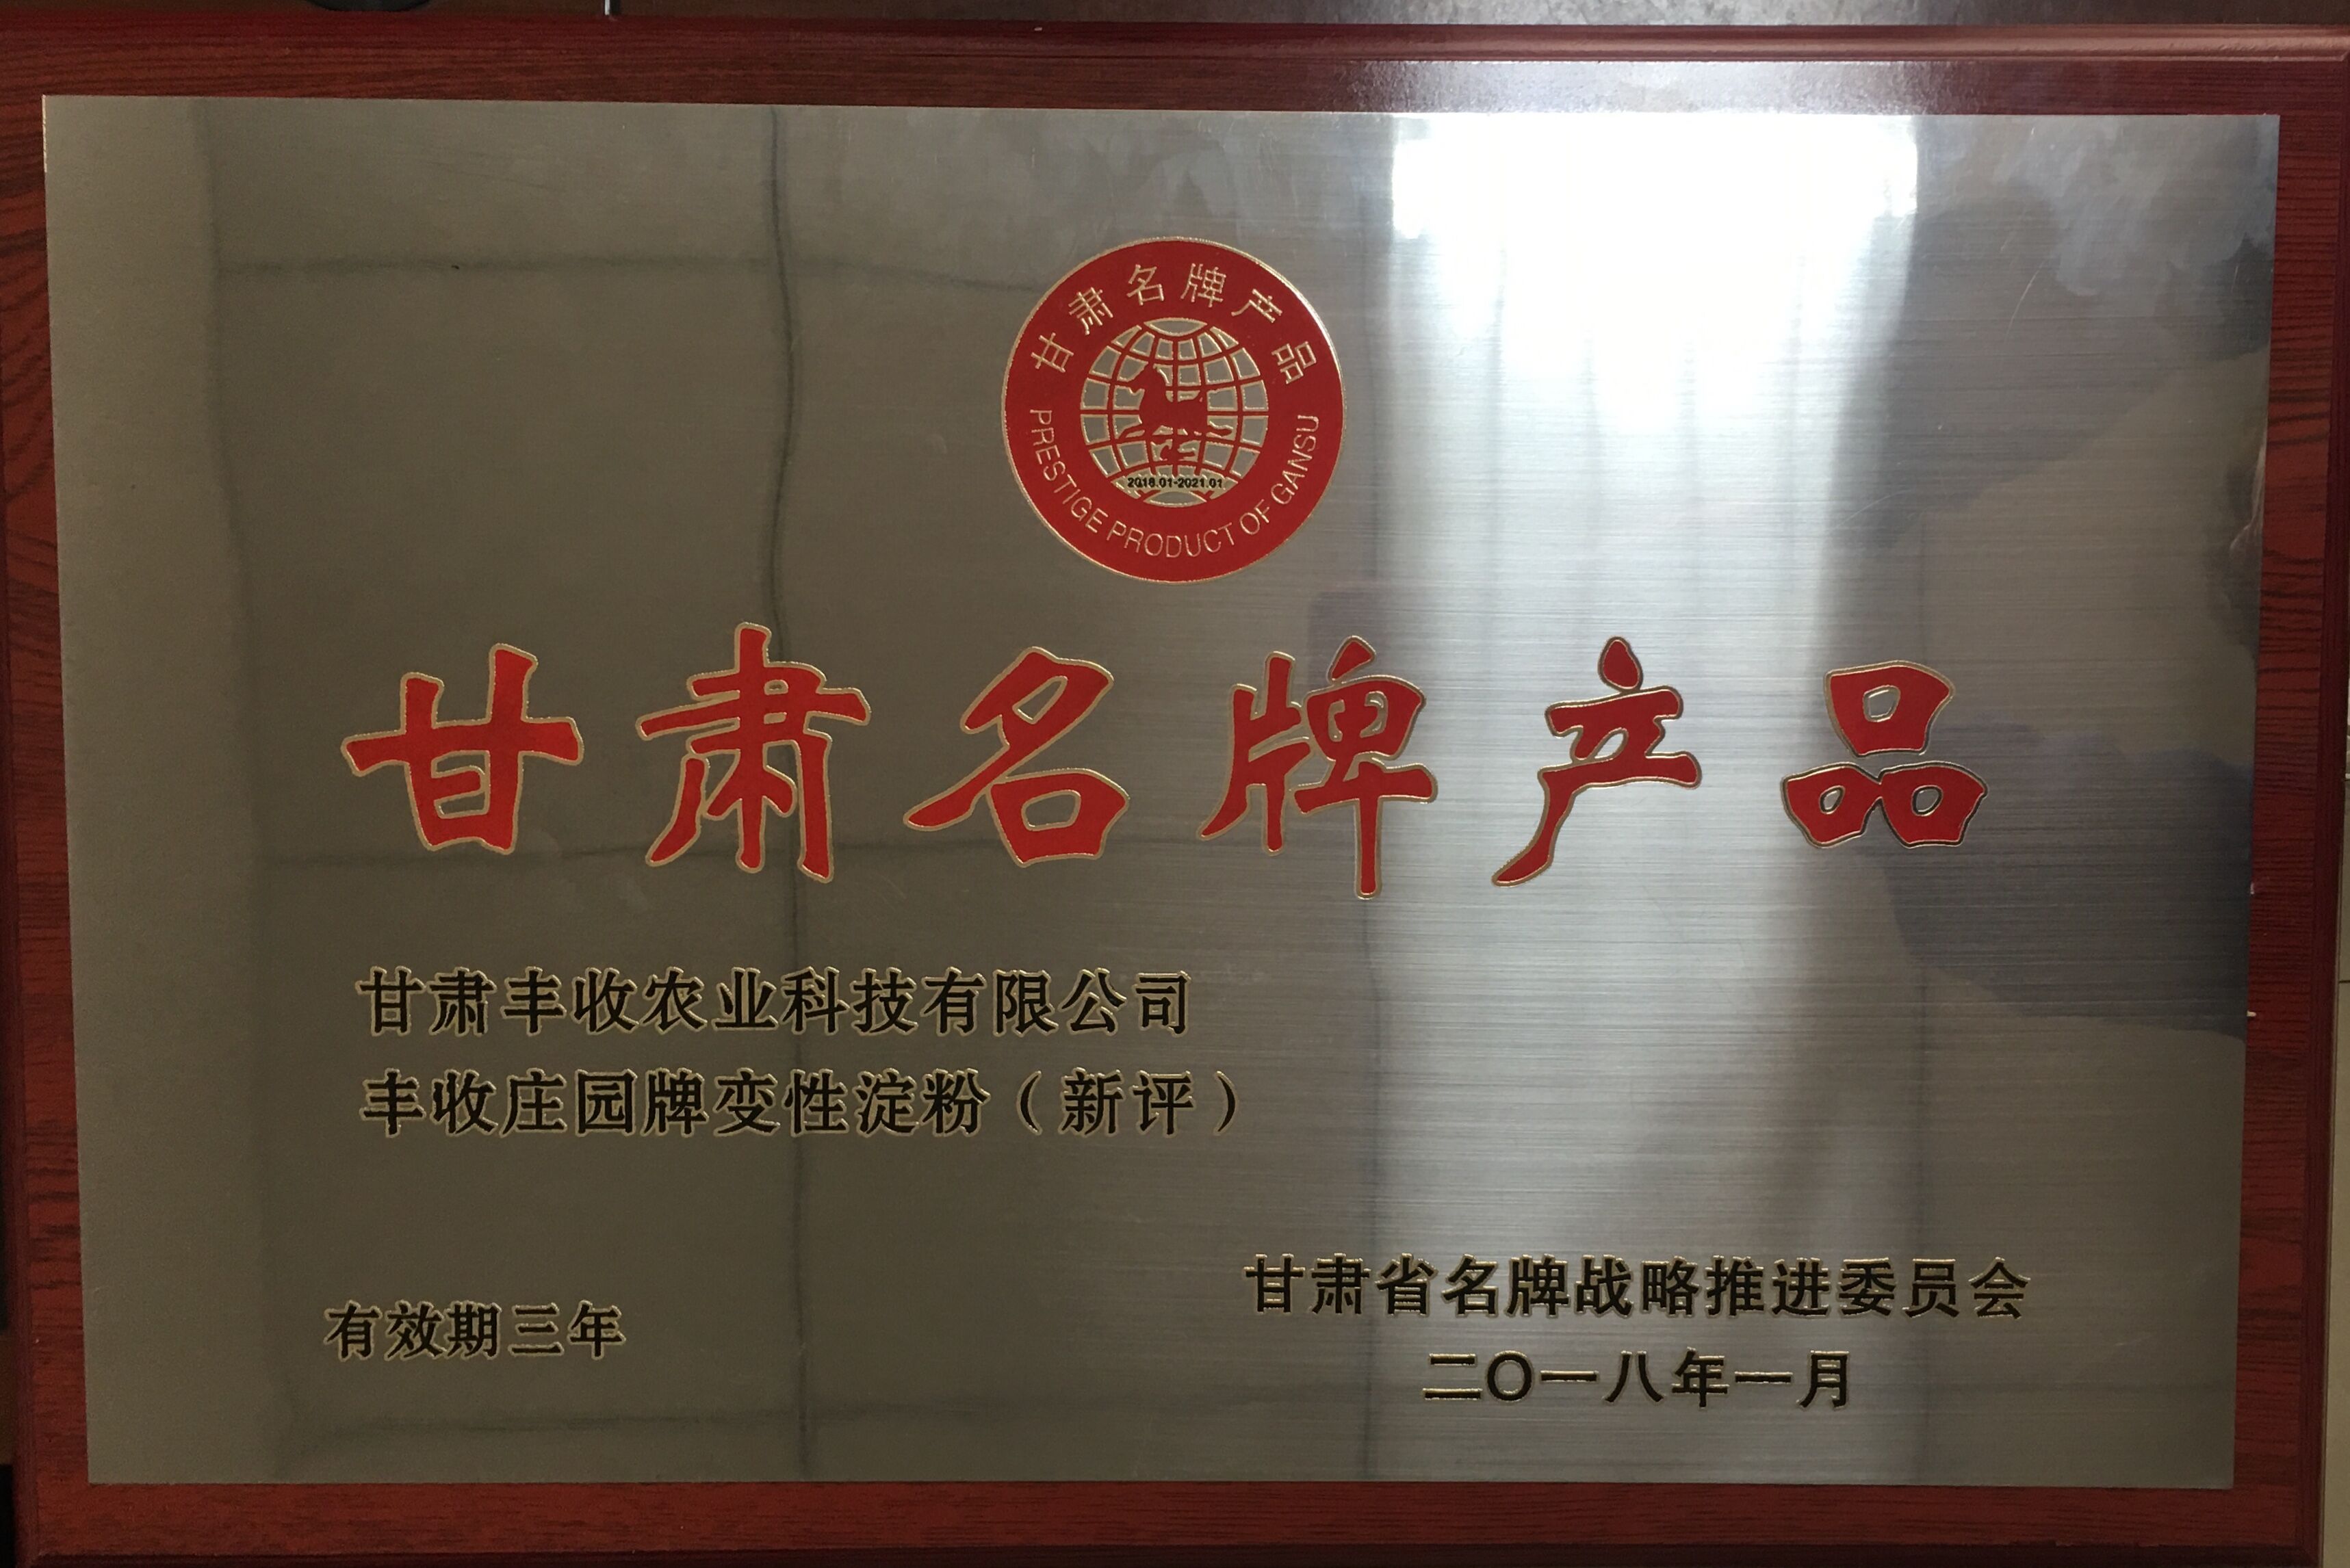 甘肃名牌产品
2018.01-2021.01
PRESTIGE PRODUCT OF GANSU
甘肃名牌产品
甘肃丰收农业科技有限公司
丰收庄园牌变性淀粉（新评）
有效期三年
甘肃省名牌战略推进委员会
二〇一八年一月